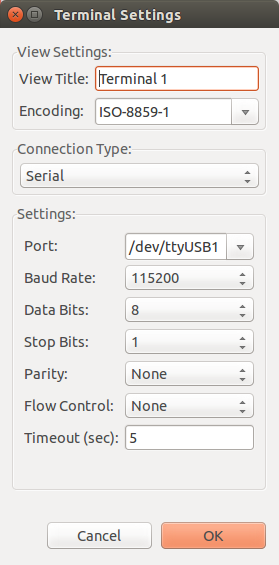 Terminal Settings
View Settings:
View Title: Terminal 1
Encoding: ISO-8859-1
Connection Type:
Serial
Settings:
Port: /dev/ttyUSB1
Baud Rate: 115200
Data Bits: 8
Stop Bits: 1
Parity: None
Flow Control: None
Timeout (sec): 5
Cancel OK